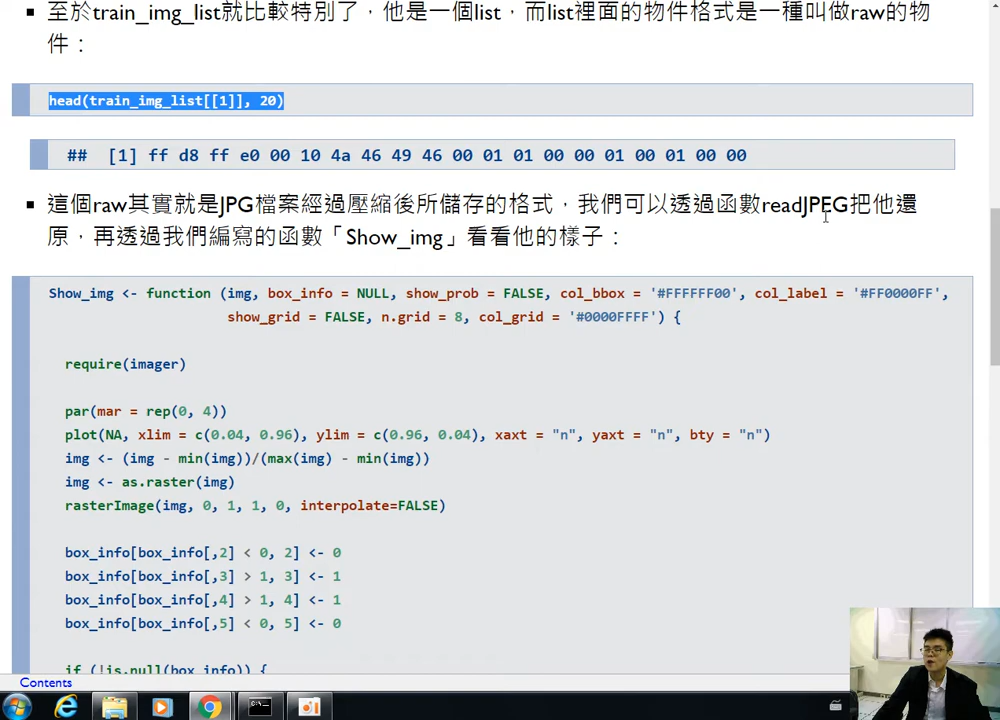 ▪ 至於train_img_list就比較特別了，他是一個list，而list裡面的物件格式是一種叫做raw的物
件：
head(train_img_list[[1]], 20)
## [1] ff d8 ff e0 00 10 4a 46 49 46 00 01 01 00 00 01 00 01 00 00
▪ 這個raw其實就是JPG檔案經過壓縮後所儲存的格式，我們可以透過函數readJPEG把他還
原，再透過我們編寫的函數「Show_img」看看他的樣子：
Show_img <- function (img, box_info = NULL, show_prob = FALSE, col_bbox = '#FFFFFF00', col_label = '#FF0000FF',
show_grid = FALSE, n.grid = 8, col_grid = '#0000FFFF') {
require(imager)
par(mar = rep(0, 4))
plot(NA, xlim = c(0.04, 0.96), ylim = c(0.96, 0.04), xaxt = "n", yaxt = "n", bty = "n")
img <- (img - min(img))/(max(img) - min(img))
img <- as.raster(img)
rasterImage(img, 0, 1, 1, 0, interpolate=FALSE)
box_info[box_info[,2] < 0, 2] <- 0
box_info[box_info[,3] > 1, 3] <- 1
box_info[box_info[,4] > 1, 4] <- 1
box_info[box_info[,5] < 0, 5] <- 0
if (!is.null(box_info)) {
Contents